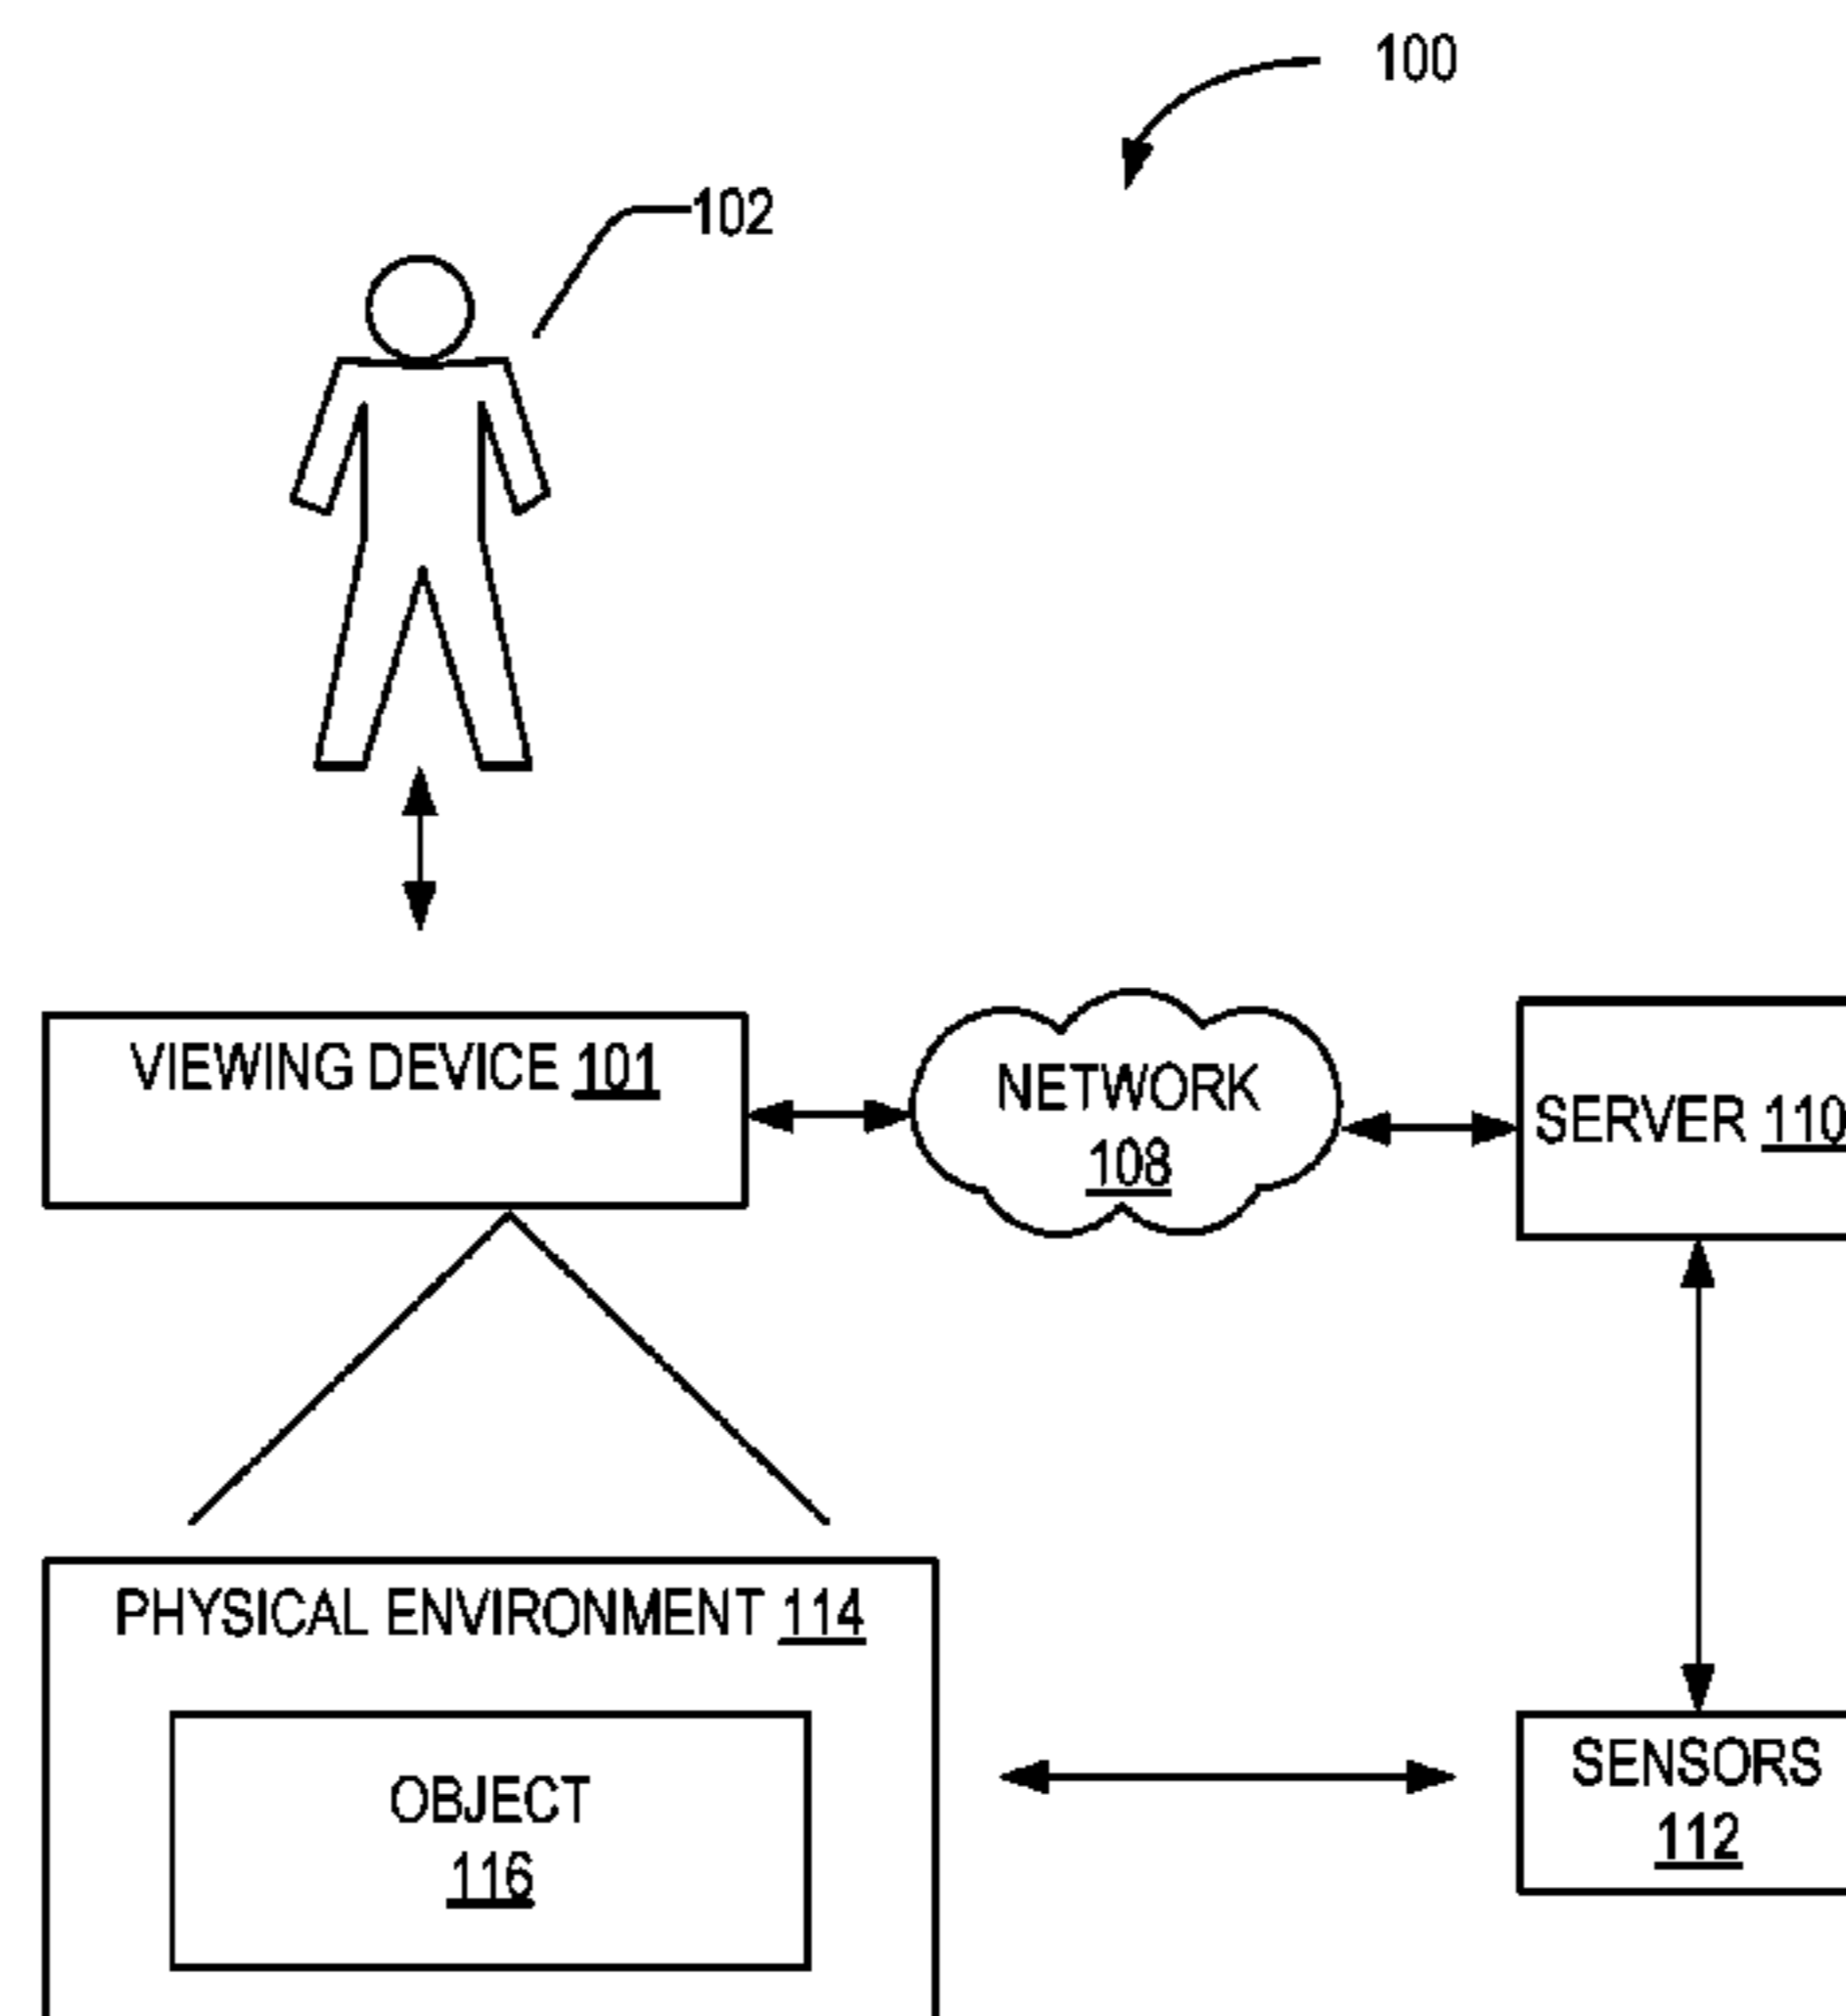 100
102
VIEWING DEVICE 101
NETWORK
108
SERVER 110
PHYSICAL ENVIRONMENT 114
OBJECT
116
SENSORS
112